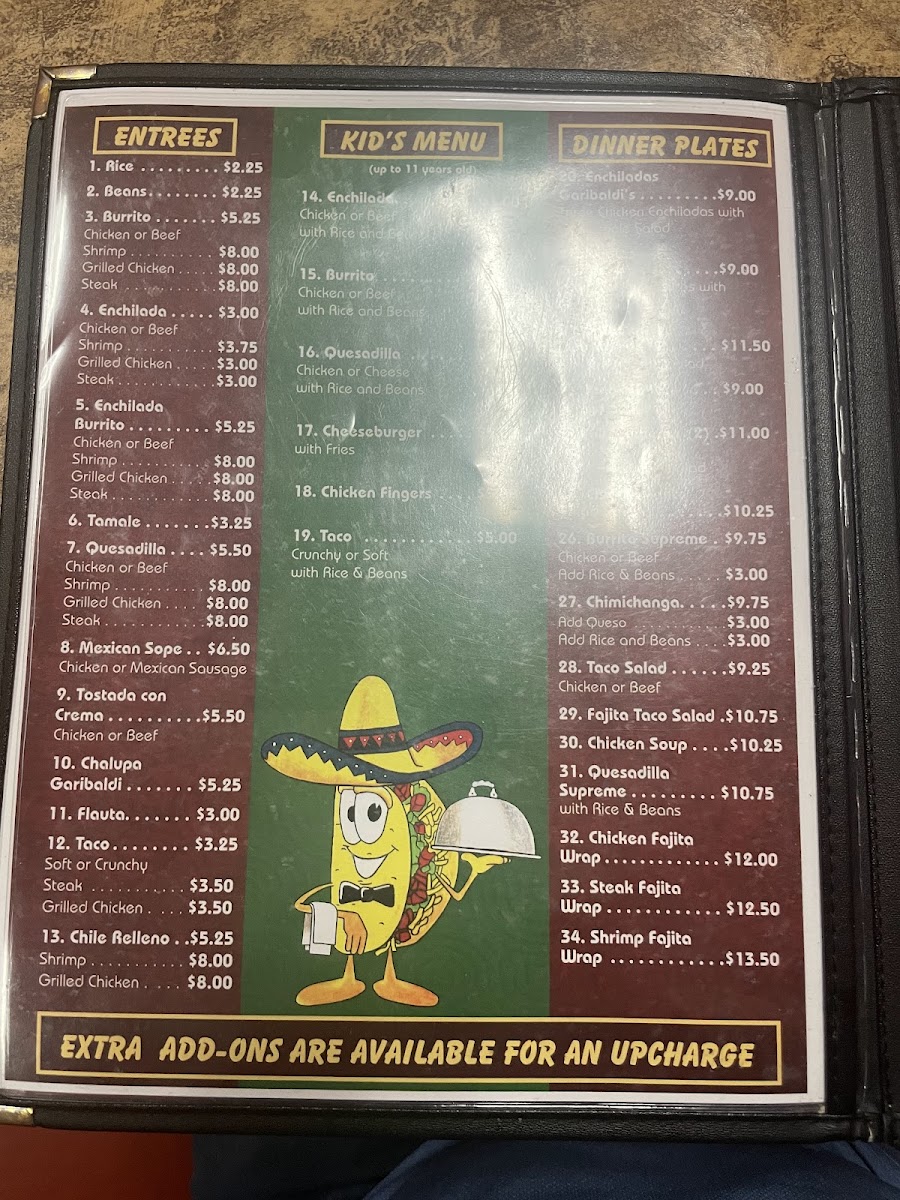 ENTREES
1. Rice ......... $2.25
2. Beans........ $2.25
3. Burrito ....... $5.25
Chicken or Beef
Shrimp ........... $8.00
Grilled Chicken .... $8.00
Steak ............ $8.00
4. Enchilada ..... $3.00
Chicken or Beef
Shrimp ........... $3.75
Grilled Chicken .... $3.00
Steak ............ $3.00
5. Enchilada
Burrito ......... $5.25
Chicken or Beef
Shrimp ........... $8.00
Grilled Chicken .... $8.00
Steak ............ $8.00
6. Tamale .......$3.25
7. Quesadilla .... $5.50
Chicken or Beef
Shrimp ........... $8.00
Grilled Chicken .... $8.00
Steak ............ $8.00
8. Mexican Sope .. $6.50
Chicken or Mexican Sausage
9. Tostada con
Crema ..........$5.50
Chicken or Beef
10. Chalupa
Garibaldi ....... $5.25
11. Flauta....... $3.00
12. Taco........ $3.25
Soft or Crunchy
Steak ........... $3.50
Grilled Chicken .... $3.50
13. Chile Relleno ..$5.25
Shrimp ........... $8.00
Grilled Chicken .... $8.00
KID'S MENU
(up to 11 years old)
14. Enchilada
Chicken or Beef
with Rice and
15. Burrito
Chicken or Beef
with Rice and Beans
16. Quesadilla
Chicken or Cheese
with Rice and Beans
17. Cheeseburger ...
with Fries
18. Chicken Fingers ....
19. Taco ............$5.00
Crunchy or Soft
with Rice & Beans
DINNER PLATES
20. Enchiladas
Garibaldi's .........$9.00
Chicken Enchiladas with
Salad
...$9.00
with
. $11.50
.. $9.00
(2) .$11.00
....$10.25
26. Burrito Supreme . $9.75
Chicken or Beef
Add Rice & Beans ...... $3.00
27. Chimichanga.....$9.75
Add Queso ........... $3.00
Add Rice and Beans .... $3.00
28. Taco Salad ......$9.25
Chicken or Beef
29. Fajita Taco Salad .$10.75
30. Chicken Soup ....$10.25
31. Quesadilla
Supreme ......... $10.75
with Rice & Beans
32. Chicken Fajita
Wrap............ $12.00
33. Steak Fajita
Wrap............ $12.50
34. Shrimp Fajita
Wrap ............$13.50
EXTRA ADD-ONS ARE AVAILABLE FOR AN UPCHARGE